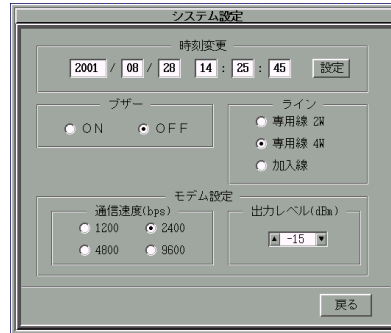 システム設定
時刻変更
2001 / 08 / 28 14 : 25 : 45 設定
ブザー
ON OFF
ライン
専用線 2W
専用線 4W
加入線
モデム設定
通信速度(bps)
1200 2400
4800 9600
出力レベル(dBm)
-15
戻る